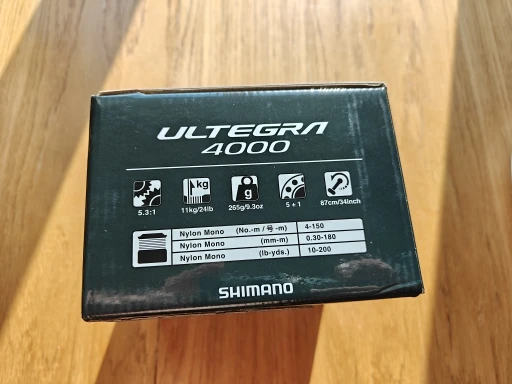 ULTEGRA
4000
kg
g
5.3:1
11kg/24lb
265g/9.3oz
5 + 1
87cm/34inch
Nylon Mono (No.-m / 号 -m) 4-150
Nylon Mono (mm-m) 0.30-180
Nylon Mono (lb-yds.) 10-200
SHIMANO